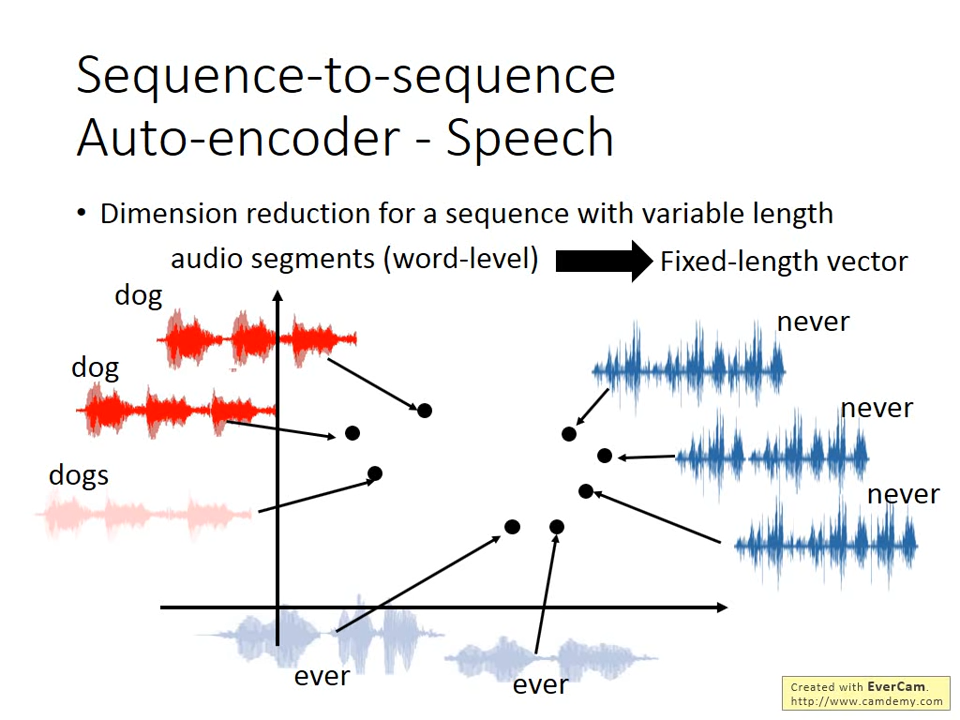 Sequence-to-sequence
Auto-encoder - Speech
• Dimension reduction for a sequence with variable length
audio segments (word-level)
Fixed-length vector
dog
never
dog
never
dogs
never
ever
ever
Created with EverCam.
http://www.camdemy.com